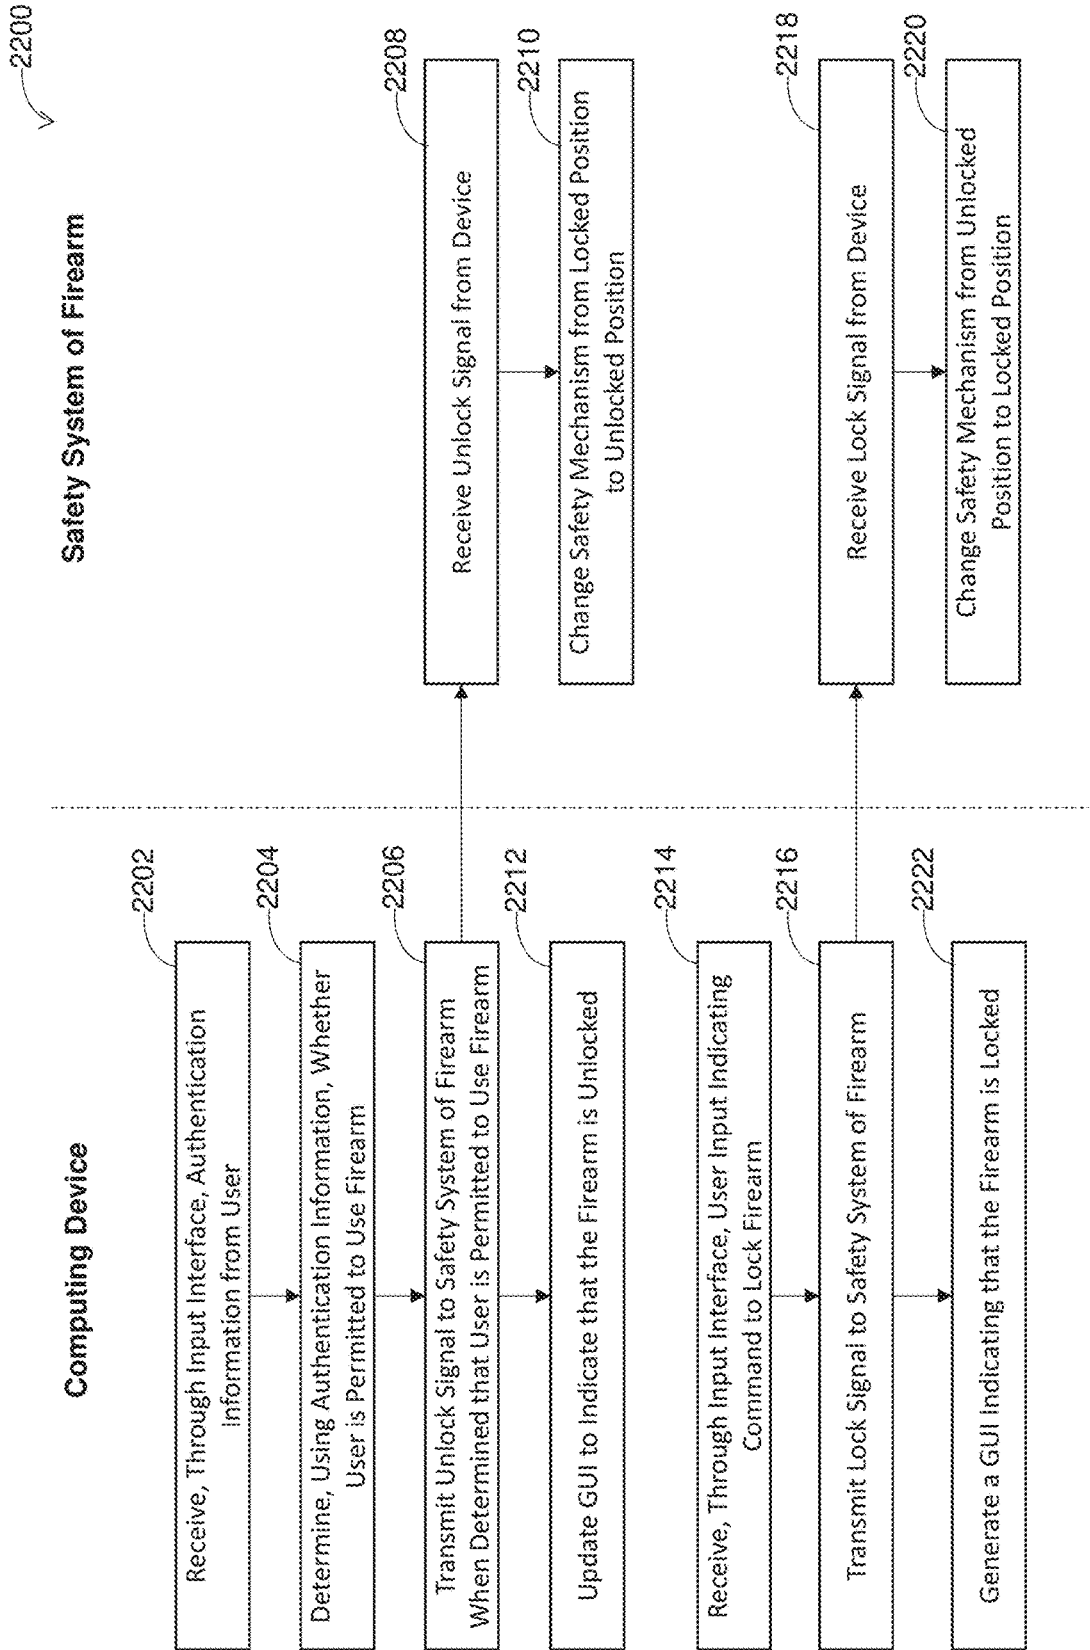 2200
Computing Device
Safety System of Firearm
2202
Receive, Through Input Interface, Authentication
Information from User
2204
Determine, Using Authentication Information, Whether
User is Permitted to Use Firearm
2206
Transmit Unlock Signal to Safety System of Firearm
When Determined that User is Permitted to Use Firearm
2208
Receive Unlock Signal from Device
2210
Change Safety Mechanism from Locked Position
to Unlocked Position
2212
Update GUI to Indicate that the Firearm is Unlocked
2214
Receive, Through Input Interface, User Input Indicating
Command to Lock Firearm
2216
Transmit Lock Signal to Safety System of Firearm
2218
Receive Lock Signal from Device
2220
Change Safety Mechanism from Unlocked
Position to Locked Position
2222
Generate a GUI Indicating that the Firearm is Locked